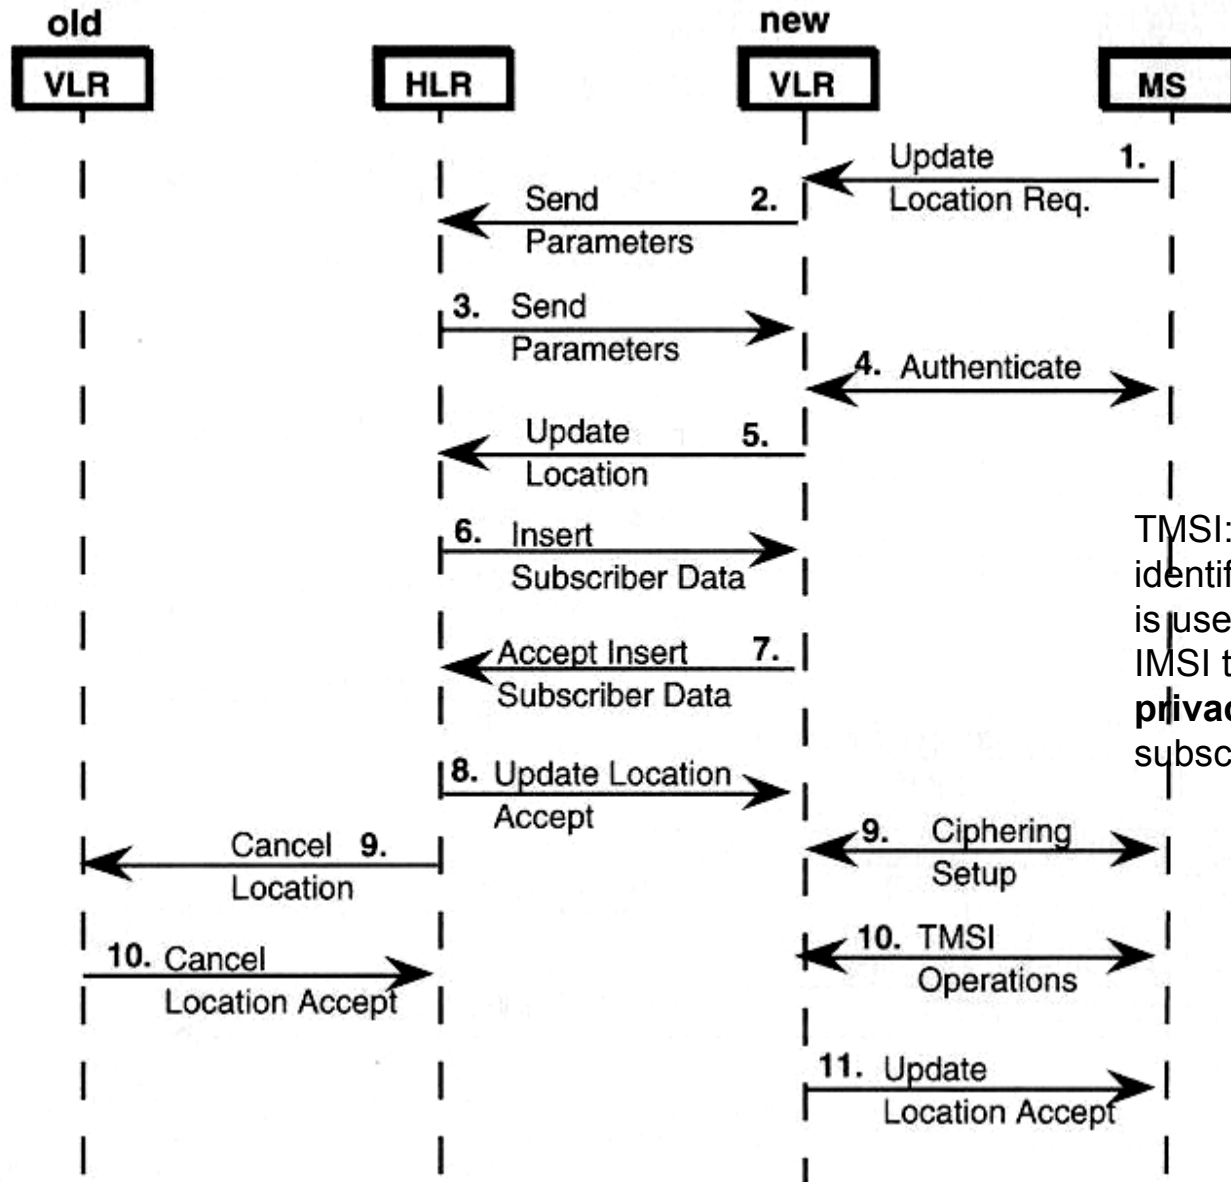 old
new
VLR
HLR
VLR
MS
Update 1.
Location Req.
Send 2.
Parameters
3. Send
Parameters
4. Authenticate
Update 5.
Location
6. Insert
Subscriber Data
Accept Insert 7.
Subscriber Data
8. Update Location
Accept
Cancel 9.
Location
9. Ciphering
Setup
10. Cancel
Location Accept
10. TMSI
Operations
11. Update
Location Accept
TMSI:
identif
is use
IMSI t
privac
subsc